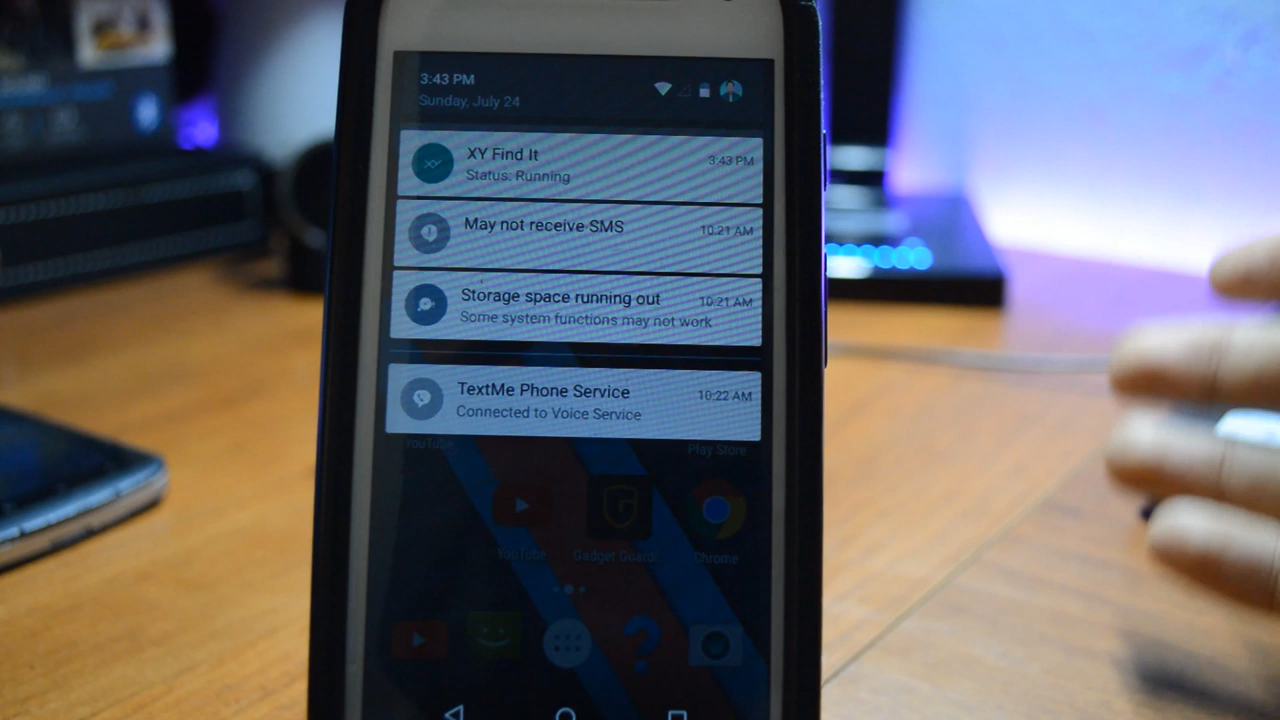 3:43 PM
Sunday, July 24
XY Find It
3:43 PM
Status: Running
May not receive SMS
10:21 AM
Storage space running out
10:21 AM
Some system functions may not work
TextMe Phone Service
10:22 AM
Connected to Voice Service
YouTube
Play Store
YouTube
Gadget Guard
Chrome